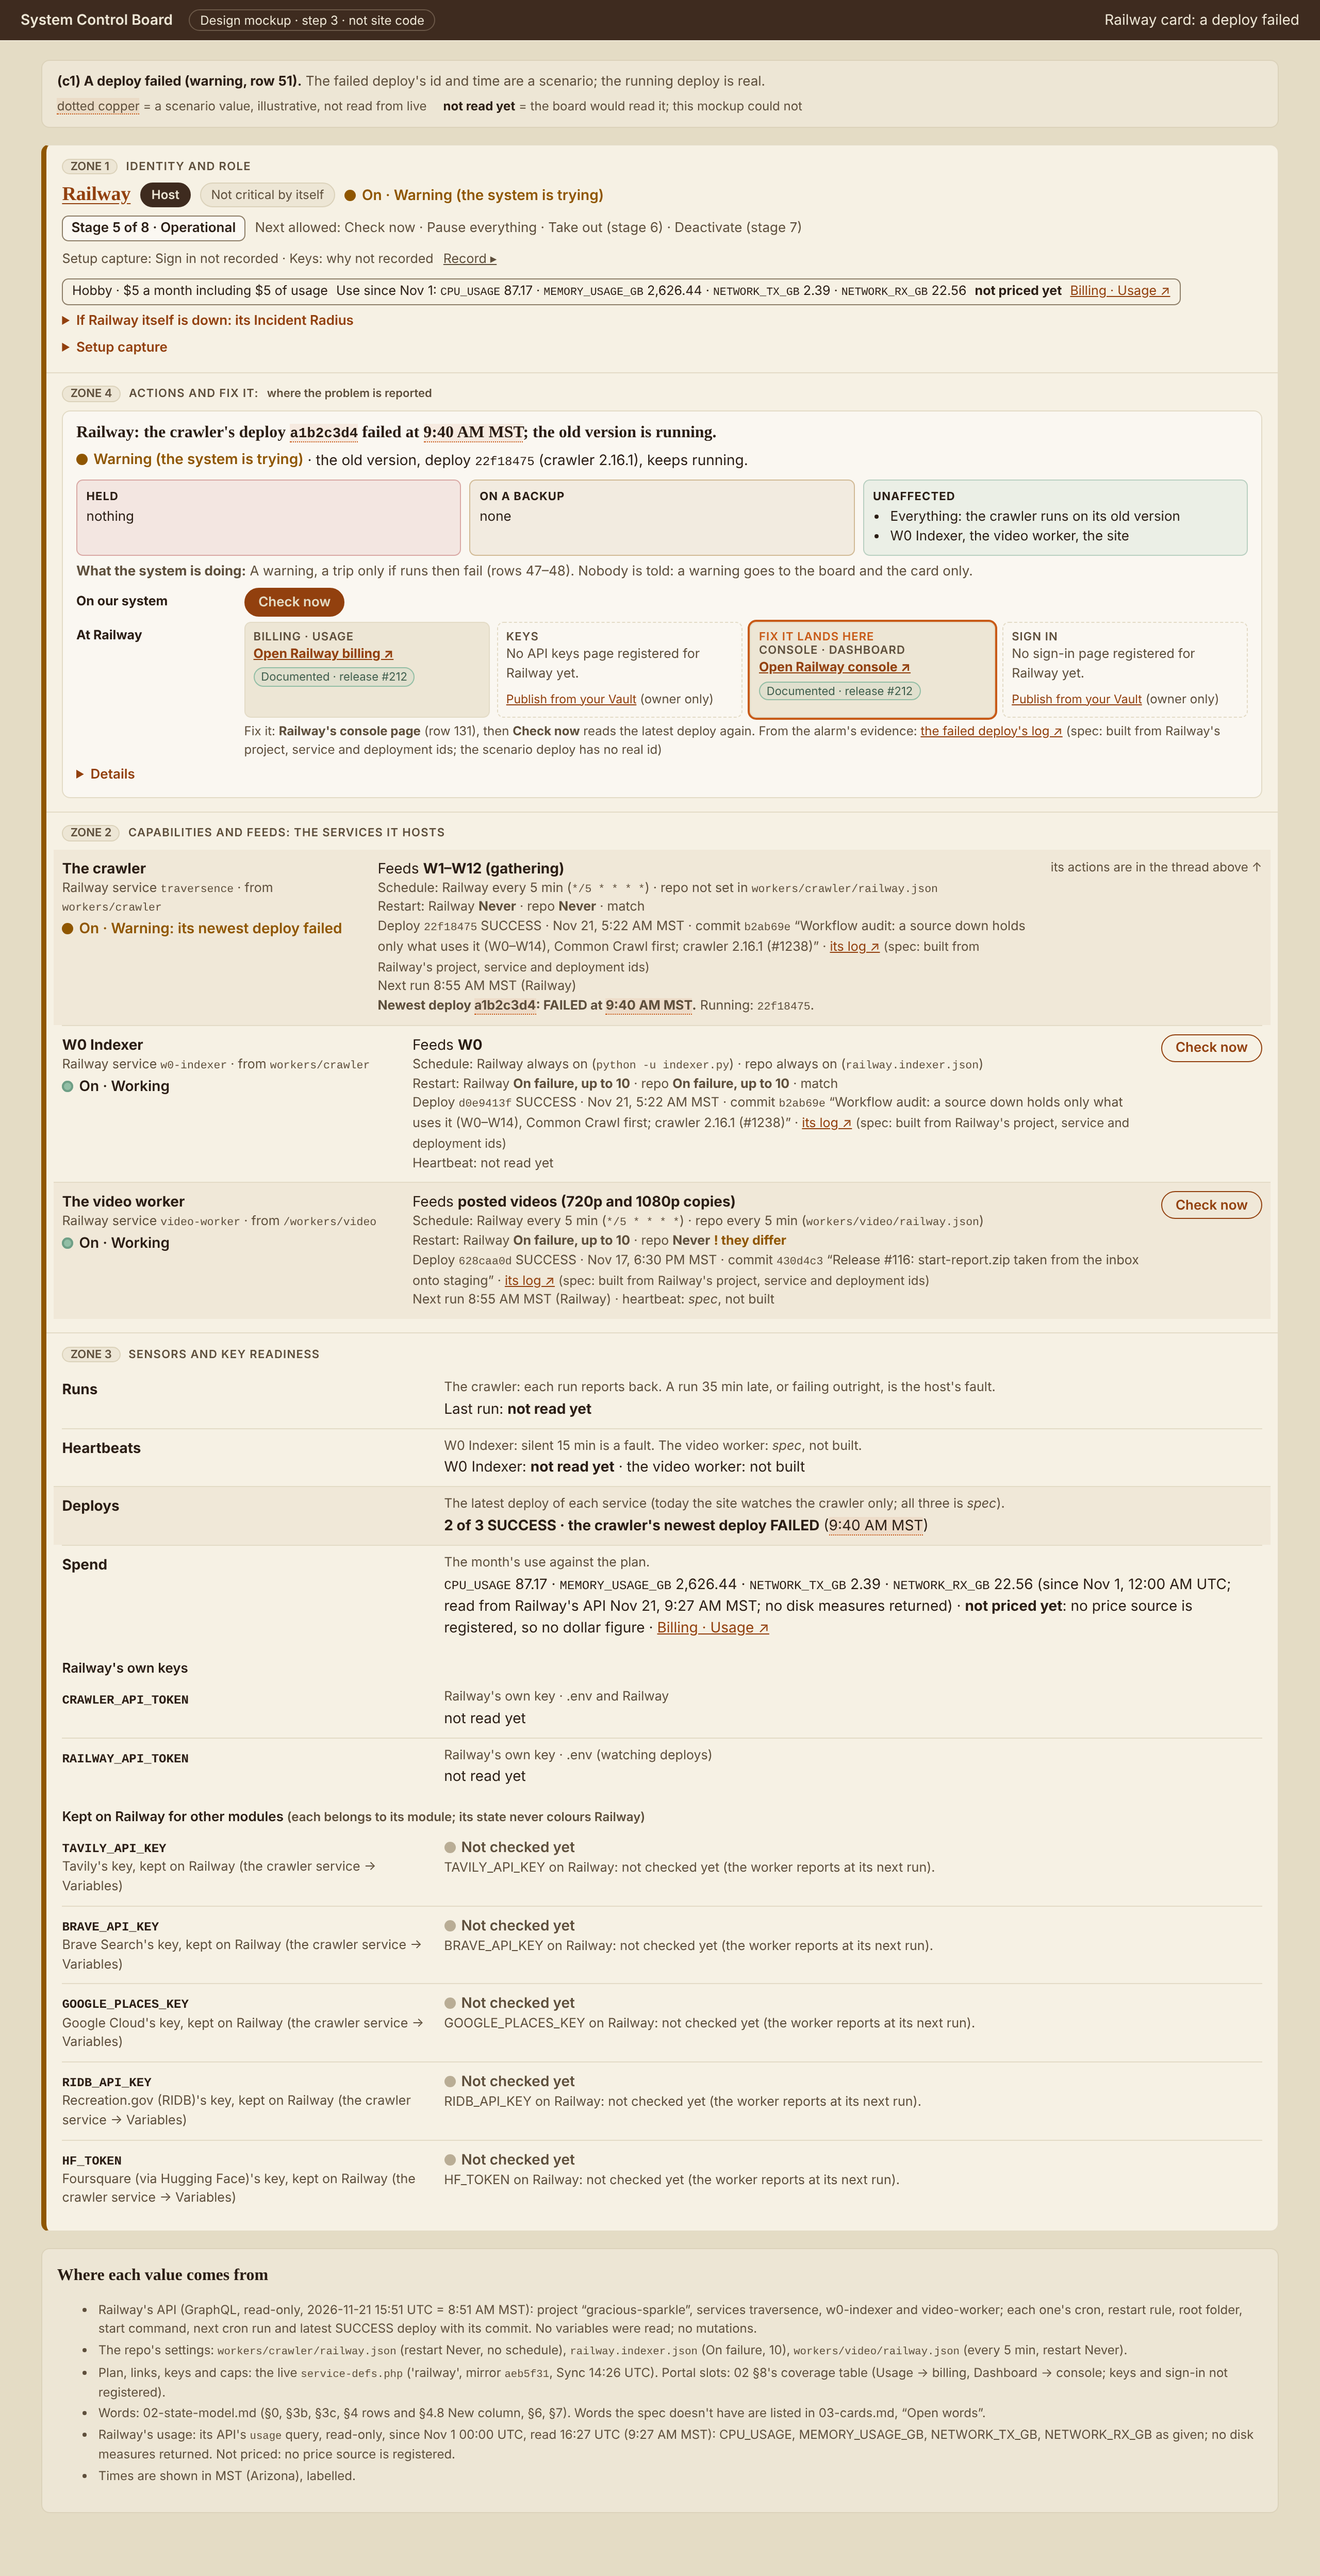 System Control Board
Design mockup · step 3 · not site code
Railway card: a deploy failed
(c1) A deploy failed (warning, row 51). The failed deploy's id and time are a scenario; the running deploy is real.
dotted copper = a scenario value, illustrative, not read from live not read yet = the board would read it; this mockup could not
ZONE 1 IDENTITY AND ROLE
Railway Host Not critical by itself On · Warning (the system is trying)
Stage 5 of 8 · Operational Next allowed: Check now · Pause everything · Take out (stage 6) · Deactivate (stage 7)
Setup capture: Sign in not recorded · Keys: why not recorded Record ▸
Hobby · $5 a month including $5 of usage Use since Nov 1: CPU_USAGE 87.17 · MEMORY_USAGE_GB 2,626.44 · NETWORK_TX_GB 2.39 · NETWORK_RX_GB 22.56 not priced yet Billing · Usage ↗
▶ If Railway itself is down: its Incident Radius
▶ Setup capture
ZONE 4 ACTIONS AND FIX IT: where the problem is reported
Railway: the crawler's deploy a1b2c3d4 failed at 9:40 AM MST; the old version is running.
Warning (the system is trying) · the old version, deploy 22f18475 (crawler 2.16.1), keeps running.
HELD
nothing
ON A BACKUP
none
UNAFFECTED
• Everything: the crawler runs on its old version
• W0 Indexer, the video worker, the site
What the system is doing: A warning, a trip only if runs then fail (rows 47–48). Nobody is told: a warning goes to the board and the card only.
On our system Check now
At Railway
BILLING · USAGE
Open Railway billing ↗
Documented · release #212
KEYS
No API keys page registered for
Railway yet.
Publish from your Vault (owner only)
FIX IT LANDS HERE
CONSOLE · DASHBOARD
Open Railway console ↗
Documented · release #212
SIGN IN
No sign-in page registered for
Railway yet.
Publish from your Vault (owner only)
Fix it: Railway's console page (row 131), then Check now reads the latest deploy again. From the alarm's evidence: the failed deploy's log ↗ (spec: built from Railway's
project, service and deployment ids; the scenario deploy has no real id)
▶ Details
ZONE 2 CAPABILITIES AND FEEDS: THE SERVICES IT HOSTS
The crawler
Railway service traversence · from
workers/crawler
On · Warning: its newest deploy failed
Feeds W1–W12 (gathering)
Schedule: Railway every 5 min (*/5 * * * *) · repo not set in workers/crawler/railway.json
Restart: Railway Never · repo Never · match
Deploy 22f18475 SUCCESS · Nov 21, 5:22 AM MST · commit b2ab69e “Workflow audit: a source down holds
only what uses it (W0–W14), Common Crawl first; crawler 2.16.1 (#1238)” · its log ↗ (spec: built from
Railway's project, service and deployment ids)
Next run 8:55 AM MST (Railway)
Newest deploy a1b2c3d4: FAILED at 9:40 AM MST. Running: 22f18475.
its actions are in the thread above ↑
W0 Indexer
Railway service w0-indexer · from workers/crawler
On · Working
Feeds W0
Schedule: Railway always on (python -u indexer.py) · repo always on (railway.indexer.json)
Restart: Railway On failure, up to 10 · repo On failure, up to 10 · match
Deploy d0e9413f SUCCESS · Nov 21, 5:22 AM MST · commit b2ab69e “Workflow audit: a source down holds only what
uses it (W0–W14), Common Crawl first; crawler 2.16.1 (#1238)” · its log ↗ (spec: built from Railway's project, service and
deployment ids)
Heartbeat: not read yet
Check now
The video worker
Railway service video-worker · from /workers/video
On · Working
Feeds posted videos (720p and 1080p copies)
Schedule: Railway every 5 min (*/5 * * * *) · repo every 5 min (workers/video/railway.json)
Restart: Railway On failure, up to 10 · repo Never ! they differ
Deploy 628caa0d SUCCESS · Nov 17, 6:30 PM MST · commit 430d4c3 “Release #116: start-report.zip taken from the inbox
onto staging” · its log ↗ (spec: built from Railway's project, service and deployment ids)
Next run 8:55 AM MST (Railway) · heartbeat: spec, not built
Check now
ZONE 3 SENSORS AND KEY READINESS
Runs
The crawler: each run reports back. A run 35 min late, or failing outright, is the host's fault.
Last run: not read yet
Heartbeats
W0 Indexer: silent 15 min is a fault. The video worker: spec, not built.
W0 Indexer: not read yet · the video worker: not built
Deploys
The latest deploy of each service (today the site watches the crawler only; all three is spec).
2 of 3 SUCCESS · the crawler's newest deploy FAILED (9:40 AM MST)
Spend
The month's use against the plan.
CPU_USAGE 87.17 · MEMORY_USAGE_GB 2,626.44 · NETWORK_TX_GB 2.39 · NETWORK_RX_GB 22.56 (since Nov 1, 12:00 AM UTC;
read from Railway's API Nov 21, 9:27 AM MST; no disk measures returned) · not priced yet: no price source is
registered, so no dollar figure · Billing · Usage ↗
Railway's own keys
CRAWLER_API_TOKEN
Railway's own key · .env and Railway
not read yet
RAILWAY_API_TOKEN
Railway's own key · .env (watching deploys)
not read yet
Kept on Railway for other modules (each belongs to its module; its state never colours Railway)
TAVILY_API_KEY
Tavily's key, kept on Railway (the crawler service →
Variables)
Not checked yet
TAVILY_API_KEY on Railway: not checked yet (the worker reports at its next run).
BRAVE_API_KEY
Brave Search's key, kept on Railway (the crawler service →
Variables)
Not checked yet
BRAVE_API_KEY on Railway: not checked yet (the worker reports at its next run).
GOOGLE_PLACES_KEY
Google Cloud's key, kept on Railway (the crawler service →
Variables)
Not checked yet
GOOGLE_PLACES_KEY on Railway: not checked yet (the worker reports at its next run).
RIDB_API_KEY
Recreation.gov (RIDB)'s key, kept on Railway (the crawler
service → Variables)
Not checked yet
RIDB_API_KEY on Railway: not checked yet (the worker reports at its next run).
HF_TOKEN
Foursquare (via Hugging Face)'s key, kept on Railway (the
crawler service → Variables)
Not checked yet
HF_TOKEN on Railway: not checked yet (the worker reports at its next run).
Where each value comes from
• Railway's API (GraphQL, read-only, 2026-11-21 15:51 UTC = 8:51 AM MST): project “gracious-sparkle”, services traversence, w0-indexer and video-worker; each one's cron, restart rule, root folder,
start command, next cron run and latest SUCCESS deploy with its commit. No variables were read; no mutations.
• The repo's settings: workers/crawler/railway.json (restart Never, no schedule), railway.indexer.json (On failure, 10), workers/video/railway.json (every 5 min, restart Never).
• Plan, links, keys and caps: the live service-defs.php ('railway', mirror aeb5f31, Sync 14:26 UTC). Portal slots: 02 §8's coverage table (Usage → billing, Dashboard → console; keys and sign-in not
registered).
• Words: 02-state-model.md (§0, §3b, §3c, §4 rows and §4.8 New column, §6, §7). Words the spec doesn't have are listed in 03-cards.md, “Open words”.
• Railway's usage: its API's usage query, read-only, since Nov 1 00:00 UTC, read 16:27 UTC (9:27 AM MST): CPU_USAGE, MEMORY_USAGE_GB, NETWORK_TX_GB, NETWORK_RX_GB as given; no disk
measures returned. Not priced: no price source is registered.
• Times are shown in MST (Arizona), labelled.